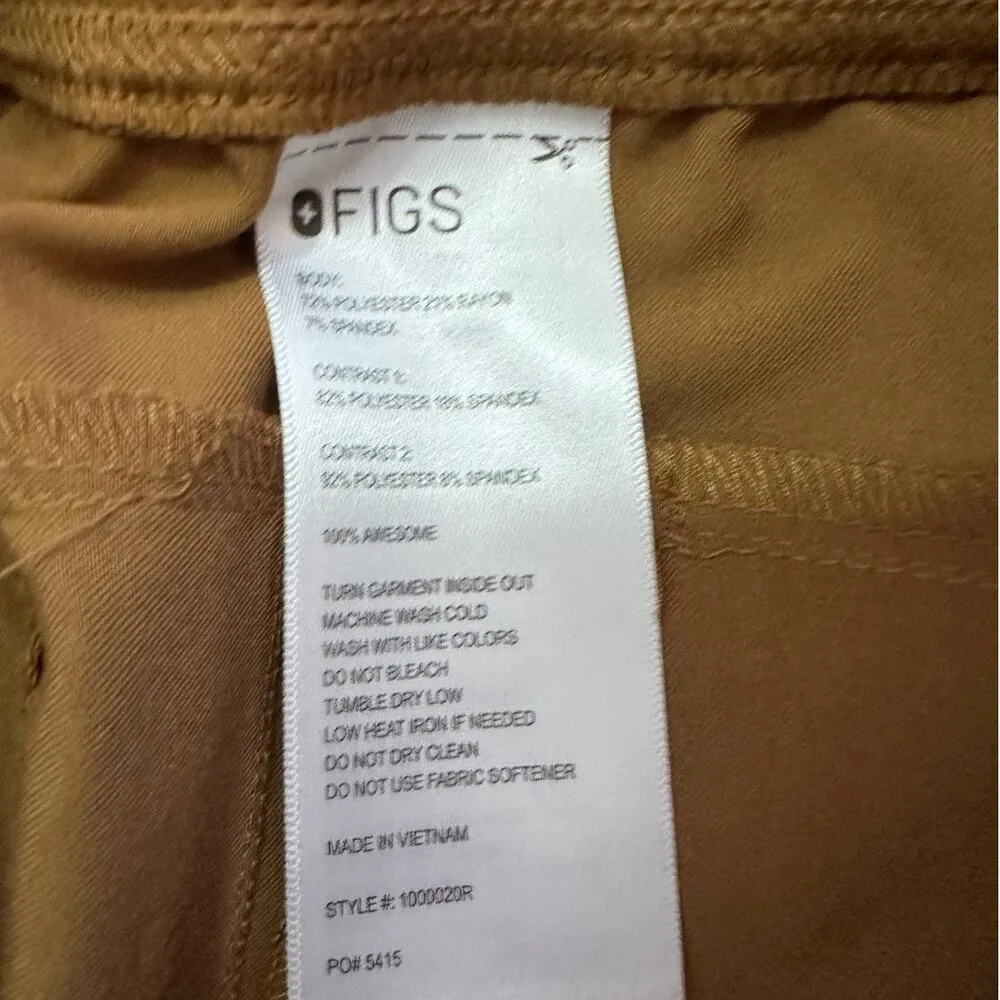 FIGS
BODY:
72% POLYESTER 21% RAYON
7% SPANDEX
CONTRAST 1:
82% POLYESTER 18% SPANDEX
CONTRAST 2:
92% POLYESTER 8% SPANDEX
100% AWESOME
TURN GARMENT INSIDE OUT
MACHINE WASH COLD
WASH WITH LIKE COLORS
DO NOT BLEACH
TUMBLE DRY LOW
LOW HEAT IRON IF NEEDED
DO NOT DRY CLEAN
DO NOT USE FABRIC SOFTENER
MADE IN VIETNAM
STYLE #: 1000020R
PO# 5415